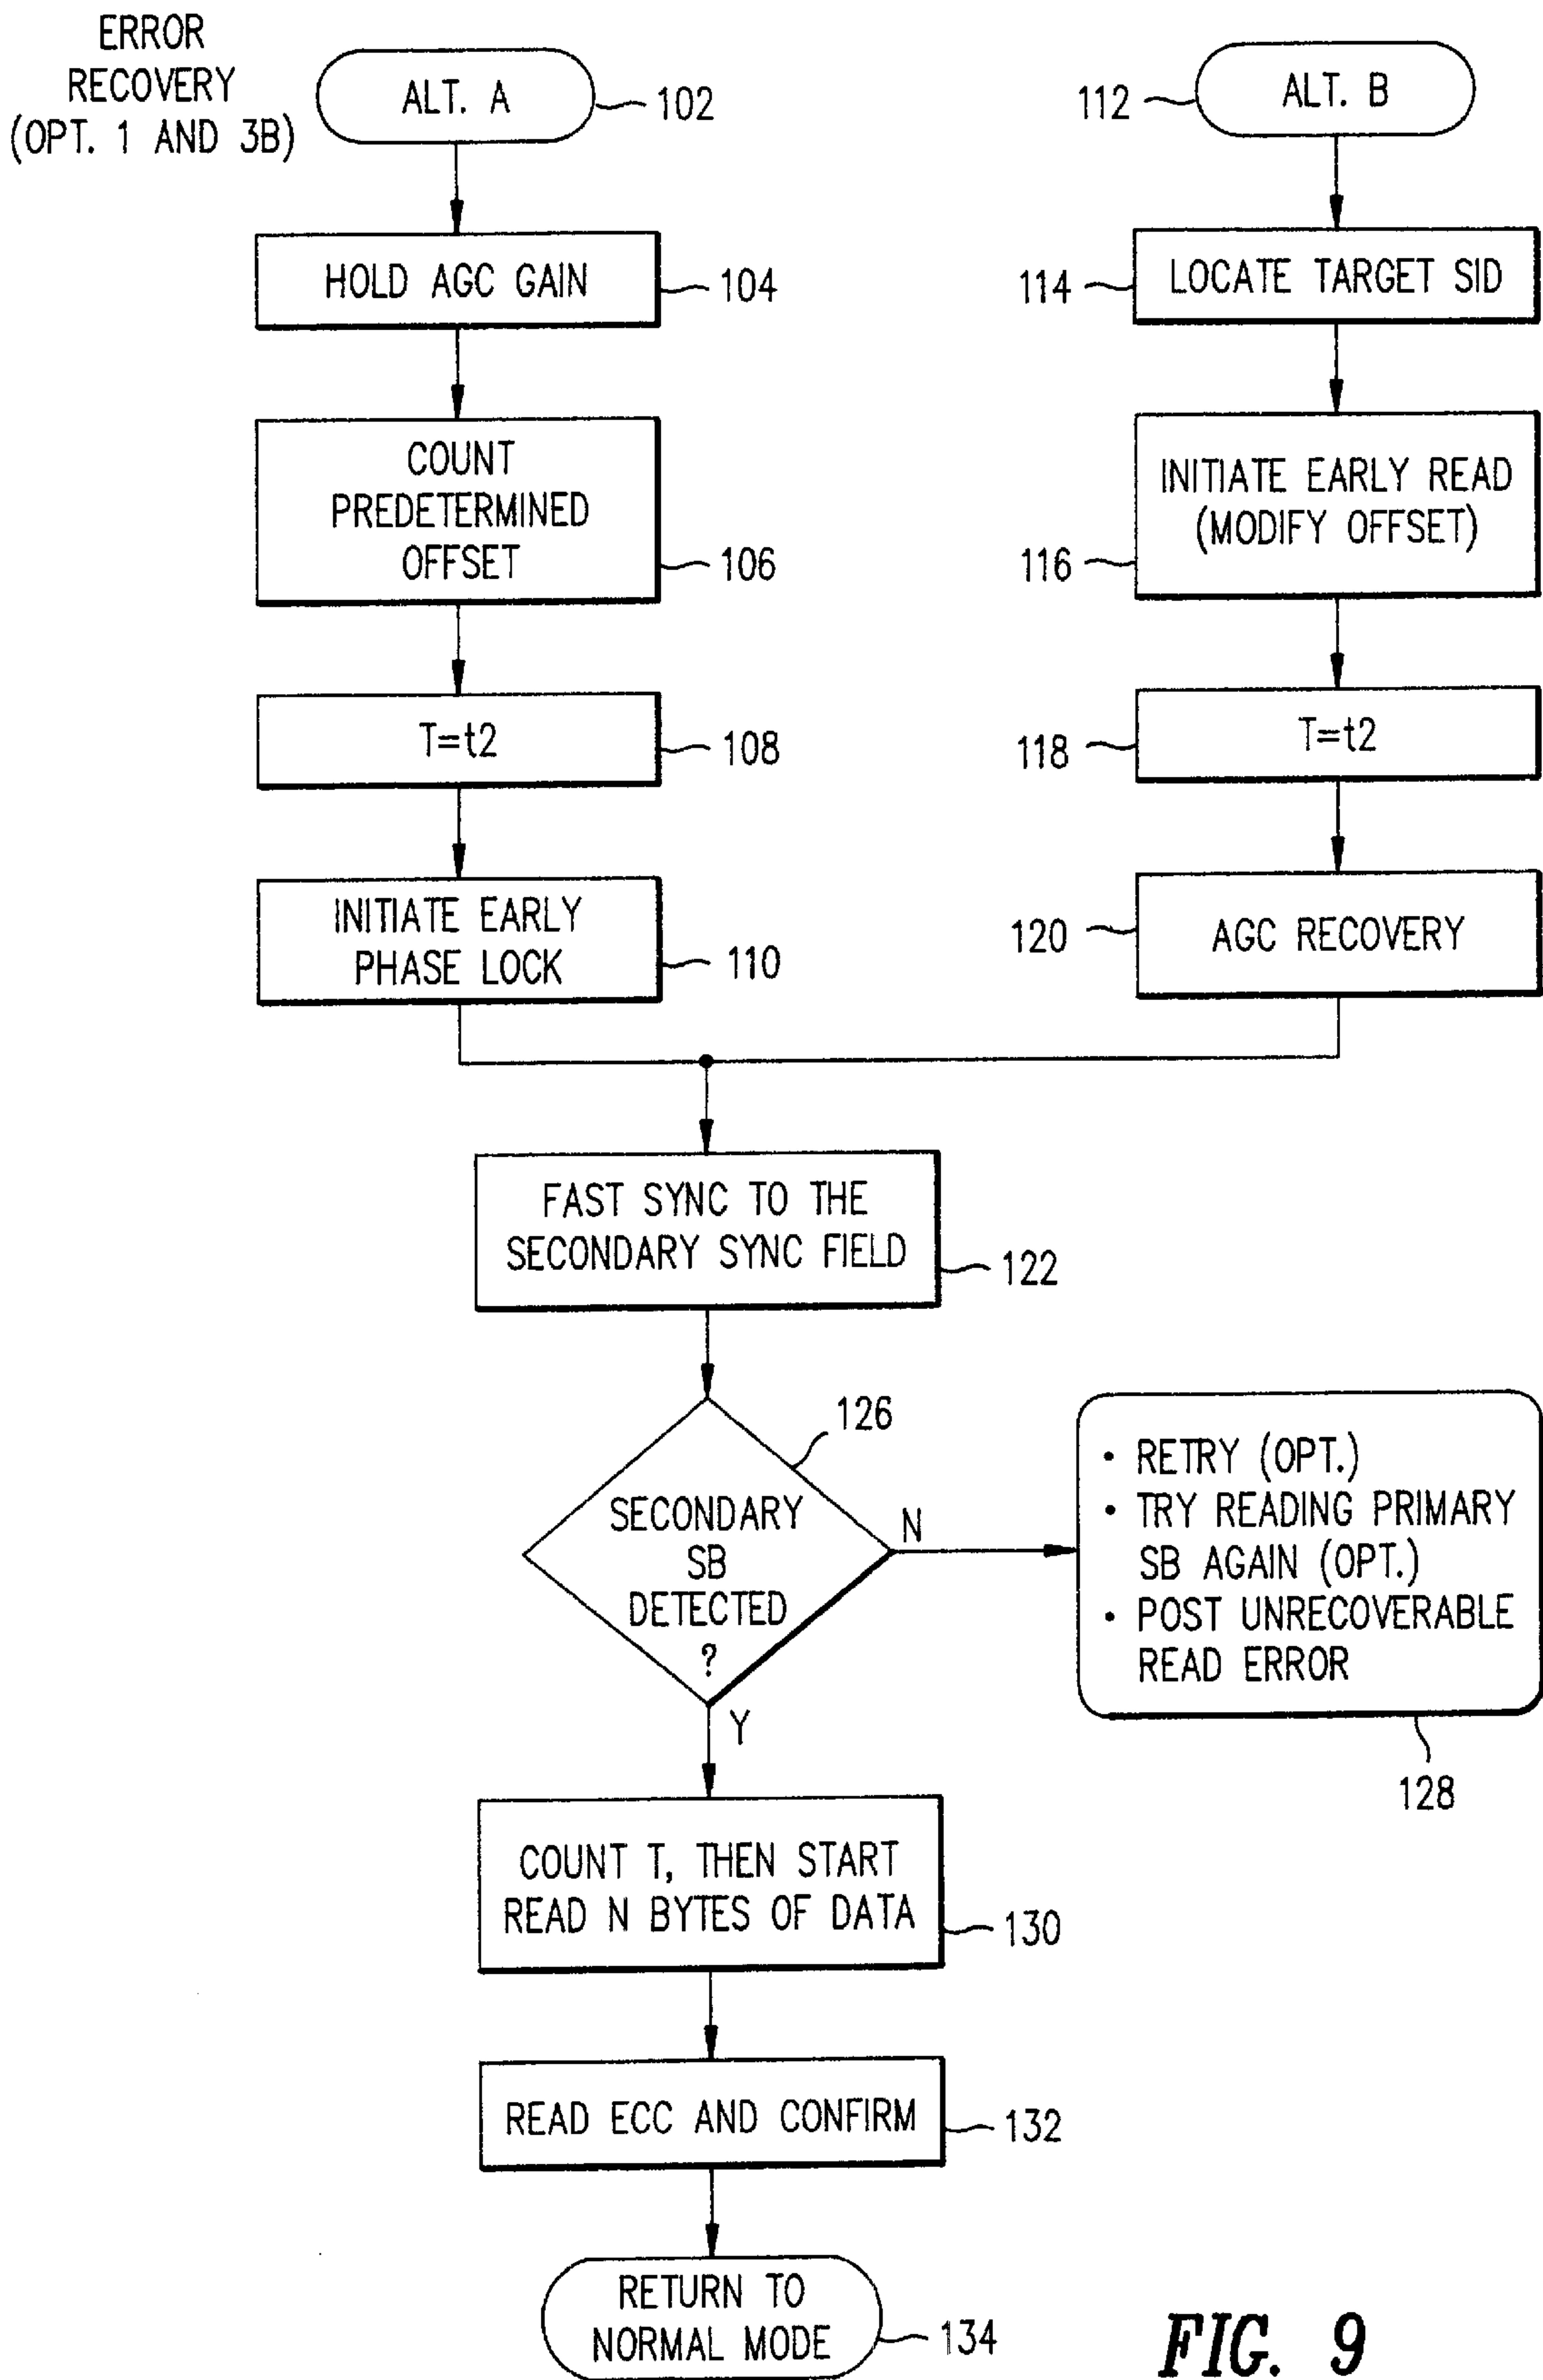 ERROR
RECOVERY
(OPT. 1 AND 3B)
ALT. A
102
HOLD AGC GAIN
104
COUNT
PREDETERMINED
OFFSET
106
T=t2
108
INITIATE EARLY
PHASE LOCK
110
ALT. B
112
LOCATE TARGET SID
114
INITIATE EARLY READ
(MODIFY OFFSET)
116
T=t2
118
AGC RECOVERY
120
FAST SYNC TO THE
SECONDARY SYNC FIELD
122
126
SECONDARY
SB
DETECTED
?
N
Y
• RETRY (OPT.)
• TRY READING PRIMARY
SB AGAIN (OPT.)
• POST UNRECOVERABLE
READ ERROR
128
COUNT T, THEN START
READ N BYTES OF DATA
130
READ ECC AND CONFIRM
132
RETURN TO
NORMAL MODE
134
FIG. 9